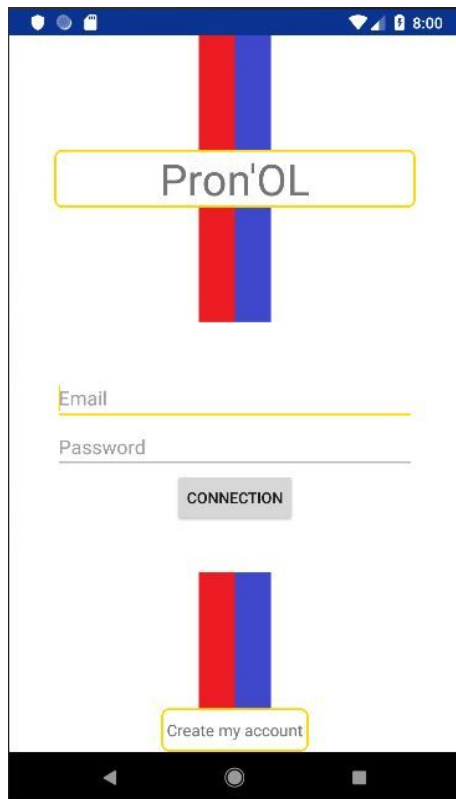 8:00
Pron'OL
Email
Password
CONNECTION
Create my account